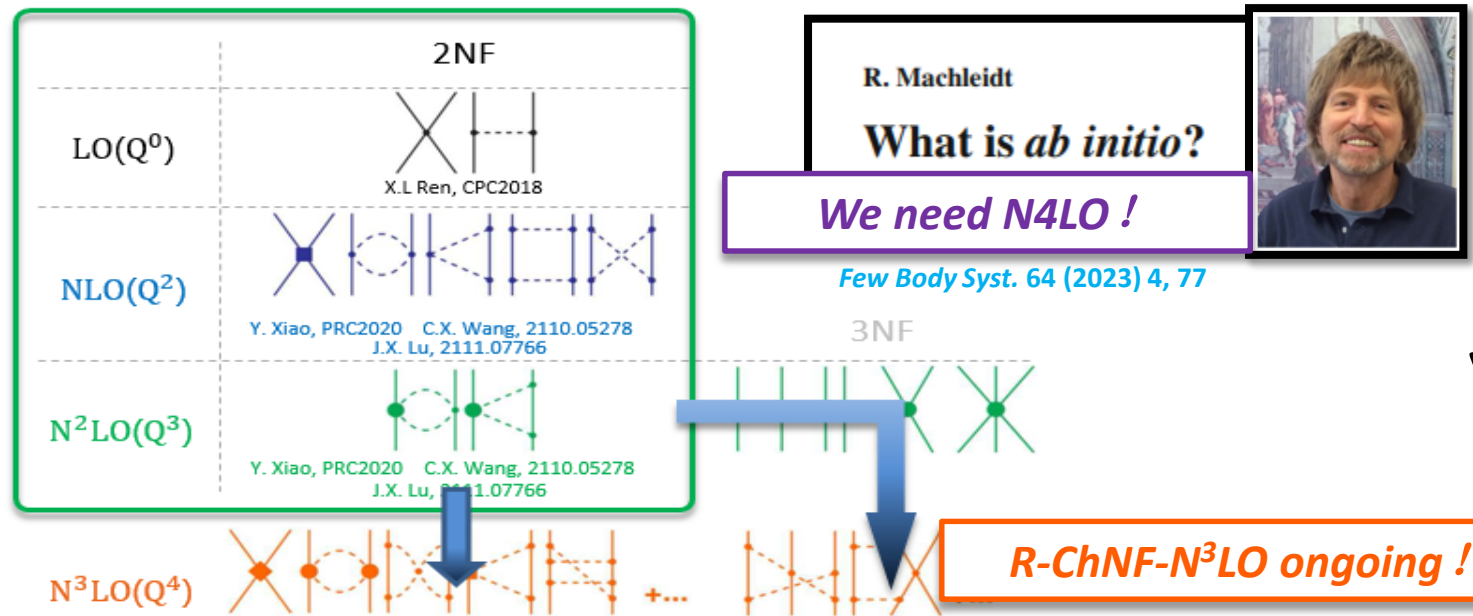 2NF
LO(Q⁰)
X.L Ren, CPC2018
NLO(Q²)
Y. Xiao, PRC2020 C.X. Wang, 2110.05278
J.X. Lu, 2111.07766
N²LO(Q³)
Y. Xiao, PRC2020 C.X. Wang, 2110.05278
J.X. Lu, 2111.07766
N³LO(Q⁴)
+...
R. Machleidt
What is ab initio?
We need N4LO！
Few Body Syst. 64 (2023) 4, 77
3NF
R-ChNF-N³LO ongoing！